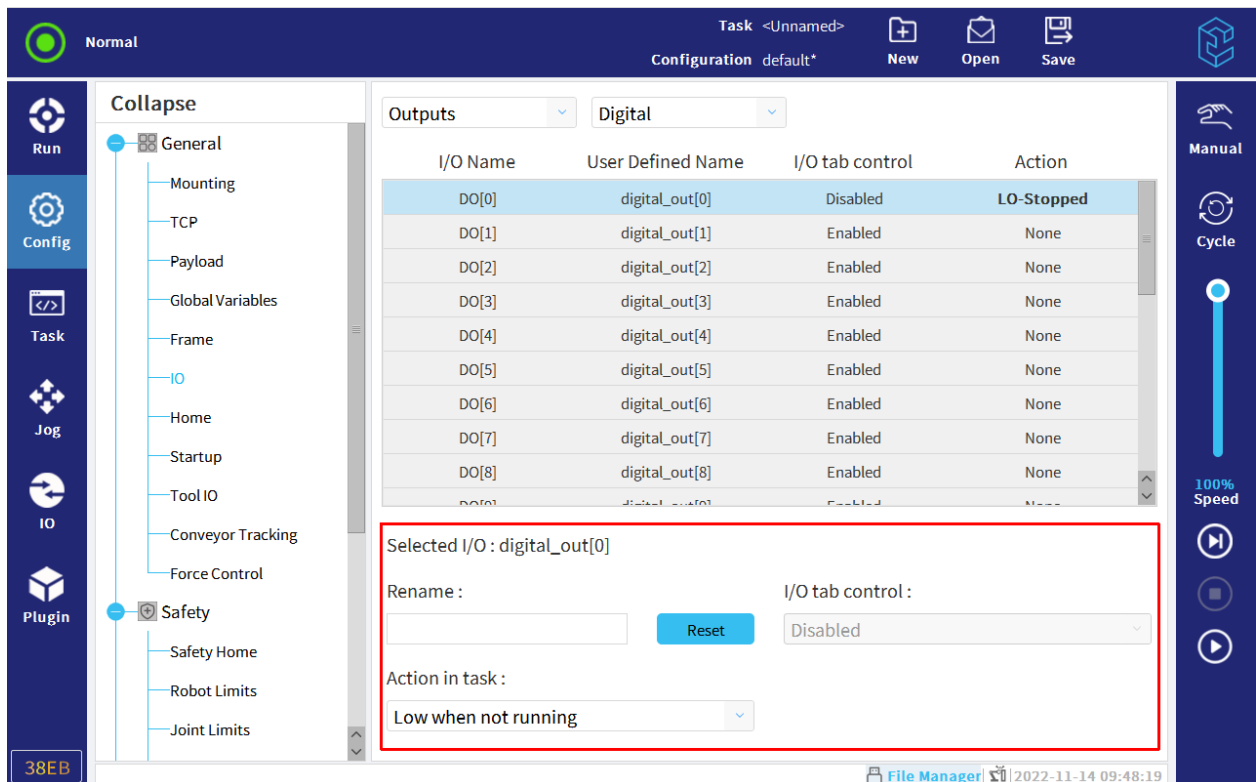 Normal
Task <Unnamed>
Configuration default*
New
Open
Save
Run
Config
Task
Jog
IO
Plugin
38EB
Collapse
General
Mounting
TCP
Payload
Global Variables
Frame
IO
Home
Startup
Tool IO
Conveyor Tracking
Force Control
Safety
Safety Home
Robot Limits
Joint Limits
Outputs Digital
I/O Name User Defined Name I/O tab control Action
DO[0] digital_out[0] Disabled LO-Stopped
DO[1] digital_out[1] Enabled None
DO[2] digital_out[2] Enabled None
DO[3] digital_out[3] Enabled None
DO[4] digital_out[4] Enabled None
DO[5] digital_out[5] Enabled None
DO[6] digital_out[6] Enabled None
DO[7] digital_out[7] Enabled None
DO[8] digital_out[8] Enabled None
DO[9] digital_out[9] Enabled None
Selected I/O : digital_out[0]
Rename :
Reset
I/O tab control :
Disabled
Action in task :
Low when not running
File Manager 2022-11-14 09:48:19
Manual
Cycle
100%
Speed